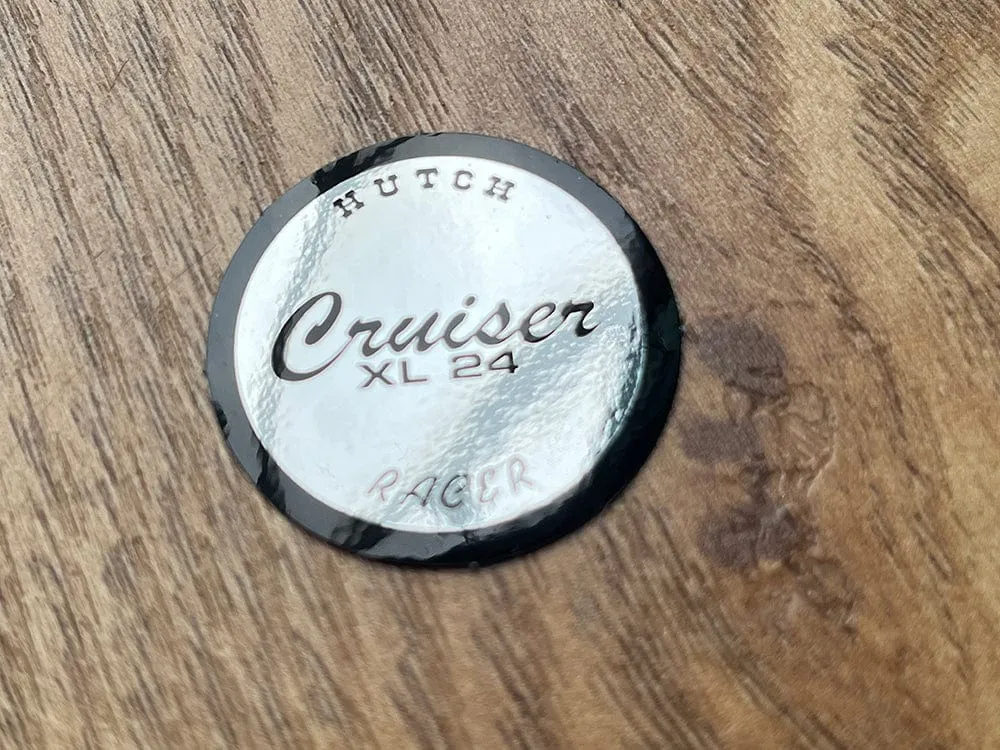 HUTCH
Cruiser
XL 24
RACER